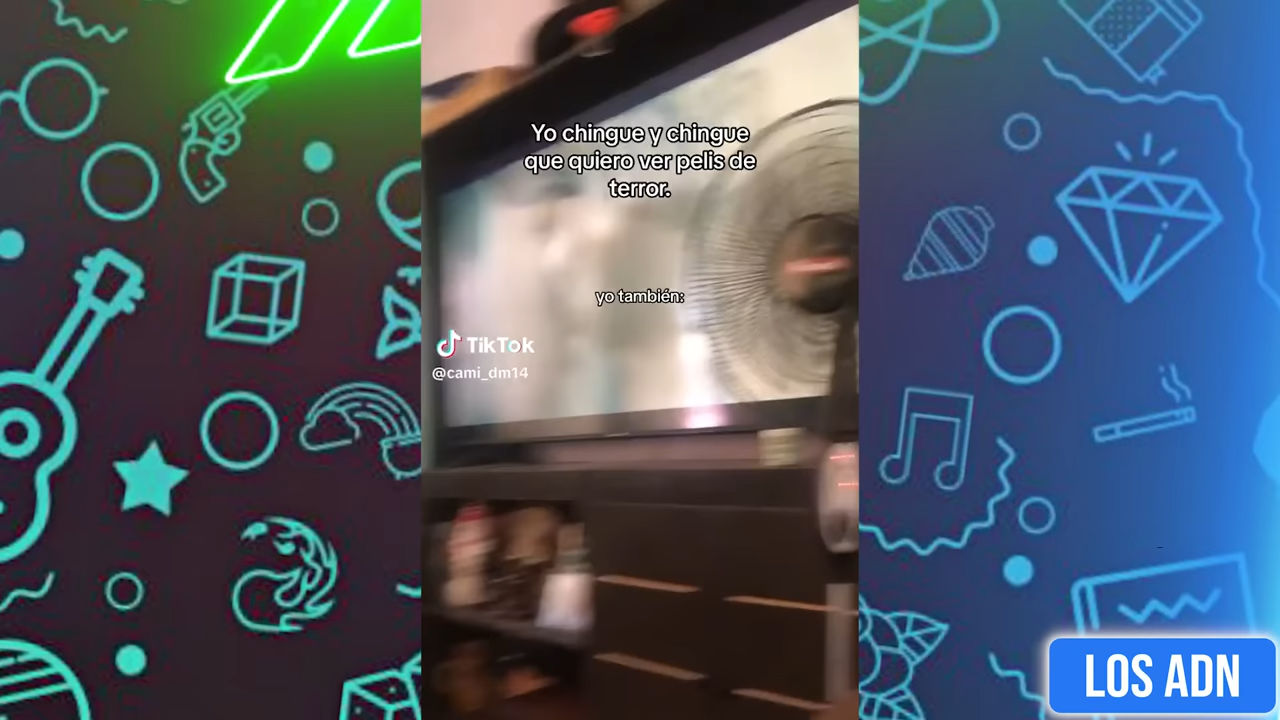 Yo chingue y chingue
que quiero ver pelis de
terror.
yo también:
TikTok
@cami_dm14
LOS ADN